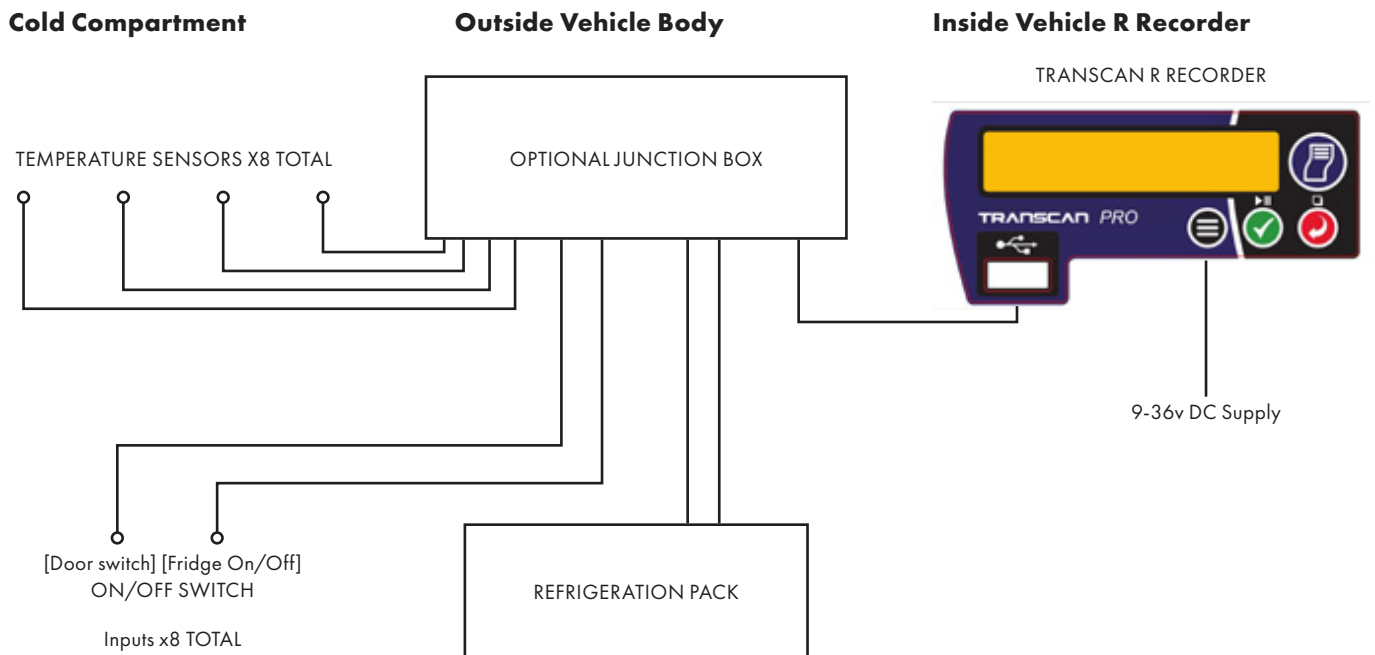 Cold Compartment
Outside Vehicle Body
Inside Vehicle R Recorder
TRANSCAN R RECORDER
TEMPERATURE SENSORS X8 TOTAL
OPTIONAL JUNCTION BOX
TRANSCAN PRO
9-36v DC Supply
[Door switch] [Fridge On/Off]
ON/OFF SWITCH
Inputs x8 TOTAL
REFRIGERATION PACK